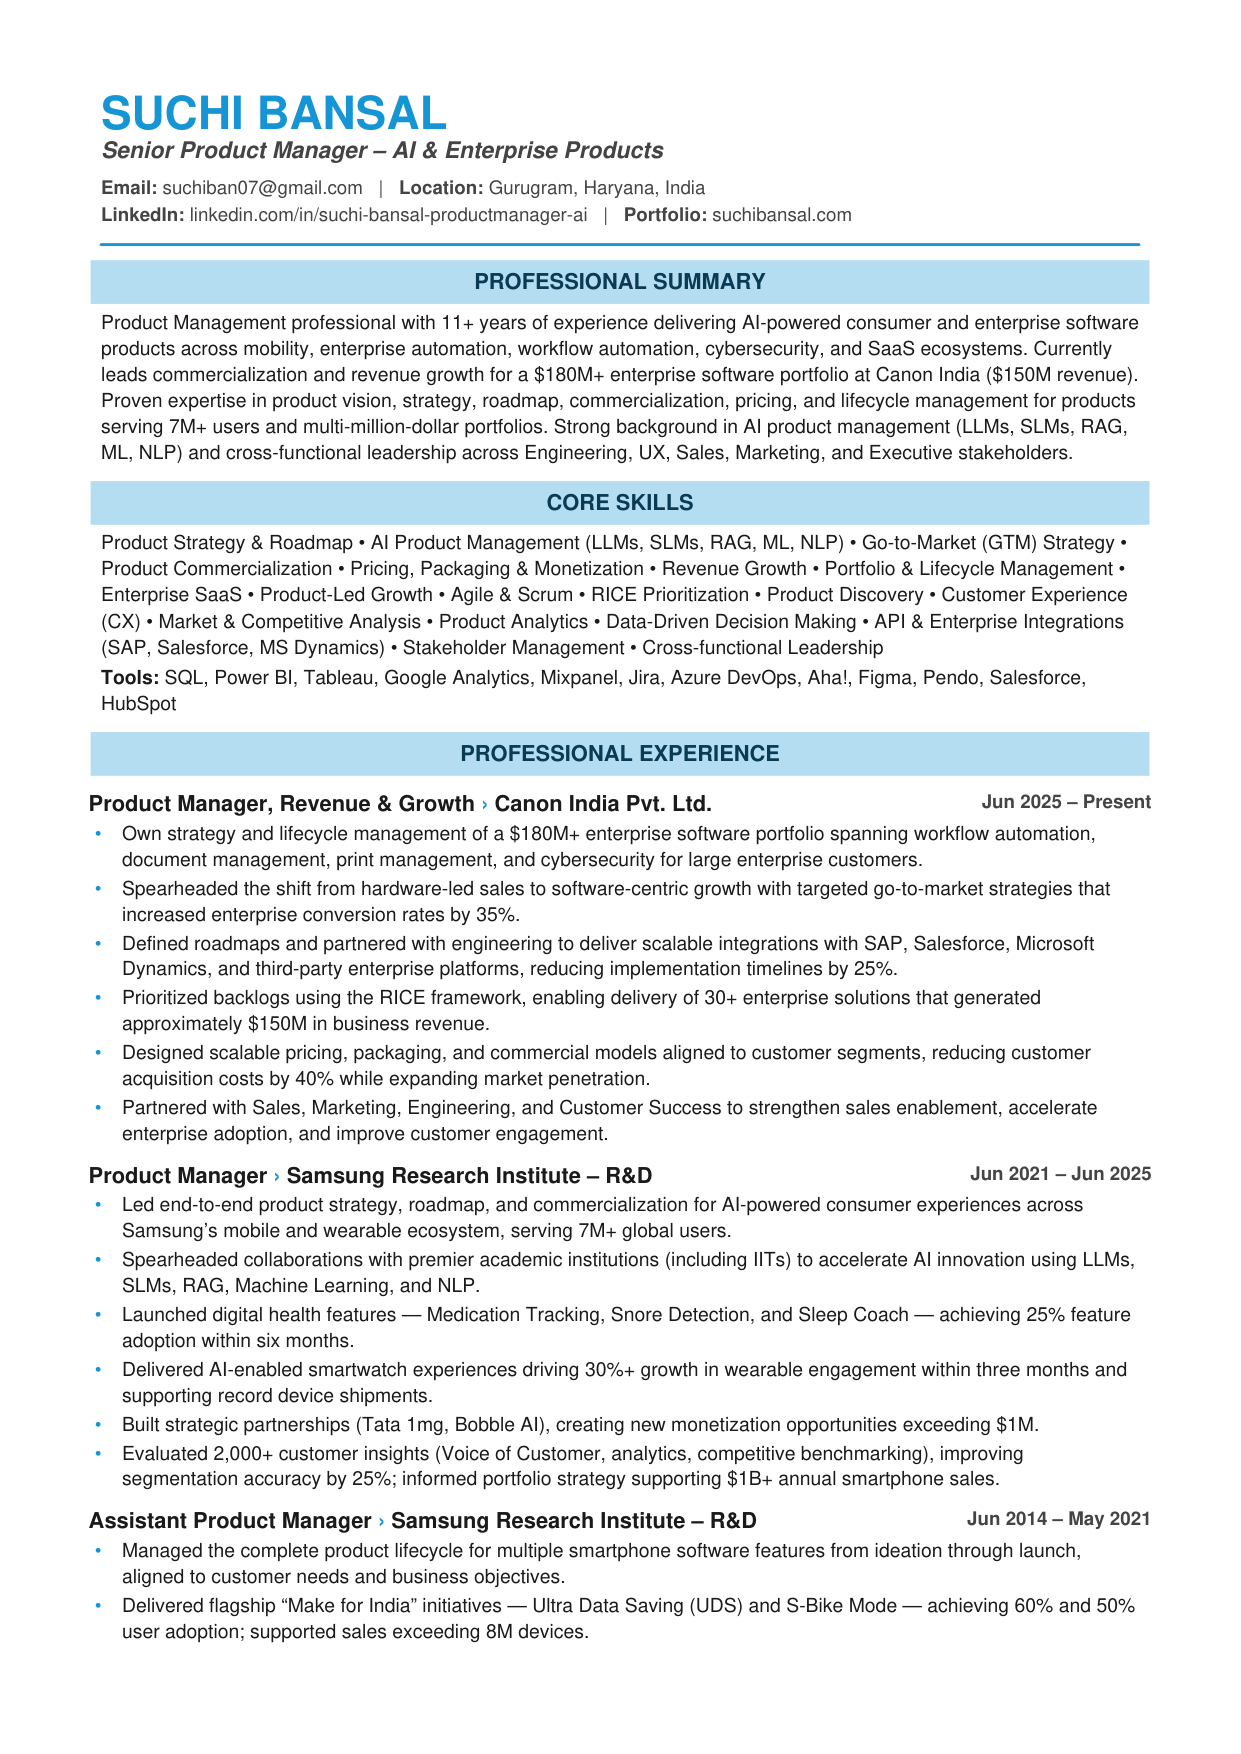 SUCHI BANSAL
Senior Product Manager – AI & Enterprise Products
Email: suchiban07@gmail.com | Location: Gurugram, Haryana, India
LinkedIn: linkedin.com/in/suchi-bansal-productmanager-ai | Portfolio: suchibansal.com
PROFESSIONAL SUMMARY
Product Management professional with 11+ years of experience delivering AI-powered consumer and enterprise software
products across mobility, enterprise automation, workflow automation, cybersecurity, and SaaS ecosystems. Currently
leads commercialization and revenue growth for a $180M+ enterprise software portfolio at Canon India ($150M revenue).
Proven expertise in product vision, strategy, roadmap, commercialization, pricing, and lifecycle management for products
serving 7M+ users and multi-million-dollar portfolios. Strong background in AI product management (LLMs, SLMs, RAG,
ML, NLP) and cross-functional leadership across Engineering, UX, Sales, Marketing, and Executive stakeholders.
CORE SKILLS
Product Strategy & Roadmap • AI Product Management (LLMs, SLMs, RAG, ML, NLP) • Go-to-Market (GTM) Strategy •
Product Commercialization • Pricing, Packaging & Monetization • Revenue Growth • Portfolio & Lifecycle Management •
Enterprise SaaS • Product-Led Growth • Agile & Scrum • RICE Prioritization • Product Discovery • Customer Experience
(CX) • Market & Competitive Analysis • Product Analytics • Data-Driven Decision Making • API & Enterprise Integrations
(SAP, Salesforce, MS Dynamics) • Stakeholder Management • Cross-functional Leadership
Tools: SQL, Power BI, Tableau, Google Analytics, Mixpanel, Jira, Azure DevOps, Aha!, Figma, Pendo, Salesforce,
HubSpot
PROFESSIONAL EXPERIENCE
Product Manager, Revenue & Growth › Canon India Pvt. Ltd. Jun 2025 – Present
• Own strategy and lifecycle management of a $180M+ enterprise software portfolio spanning workflow automation,
document management, print management, and cybersecurity for large enterprise customers.
• Spearheaded the shift from hardware-led sales to software-centric growth with targeted go-to-market strategies that
increased enterprise conversion rates by 35%.
• Defined roadmaps and partnered with engineering to deliver scalable integrations with SAP, Salesforce, Microsoft
Dynamics, and third-party enterprise platforms, reducing implementation timelines by 25%.
• Prioritized backlogs using the RICE framework, enabling delivery of 30+ enterprise solutions that generated
approximately $150M in business revenue.
• Designed scalable pricing, packaging, and commercial models aligned to customer segments, reducing customer
acquisition costs by 40% while expanding market penetration.
• Partnered with Sales, Marketing, Engineering, and Customer Success to strengthen sales enablement, accelerate
enterprise adoption, and improve customer engagement.
Product Manager › Samsung Research Institute – R&D Jun 2021 – Jun 2025
• Led end-to-end product strategy, roadmap, and commercialization for AI-powered consumer experiences across
Samsung’s mobile and wearable ecosystem, serving 7M+ global users.
• Spearheaded collaborations with premier academic institutions (including IITs) to accelerate AI innovation using LLMs,
SLMs, RAG, Machine Learning, and NLP.
• Launched digital health features — Medication Tracking, Snore Detection, and Sleep Coach — achieving 25% feature
adoption within six months.
• Delivered AI-enabled smartwatch experiences driving 30%+ growth in wearable engagement within three months and
supporting record device shipments.
• Built strategic partnerships (Tata 1mg, Bobble AI), creating new monetization opportunities exceeding $1M.
• Evaluated 2,000+ customer insights (Voice of Customer, analytics, competitive benchmarking), improving
segmentation accuracy by 25%; informed portfolio strategy supporting $1B+ annual smartphone sales.
Assistant Product Manager › Samsung Research Institute – R&D Jun 2014 – May 2021
• Managed the complete product lifecycle for multiple smartphone software features from ideation through launch,
aligned to customer needs and business objectives.
• Delivered flagship “Make for India” initiatives — Ultra Data Saving (UDS) and S-Bike Mode — achieving 60% and 50%
user adoption; supported sales exceeding 8M devices.